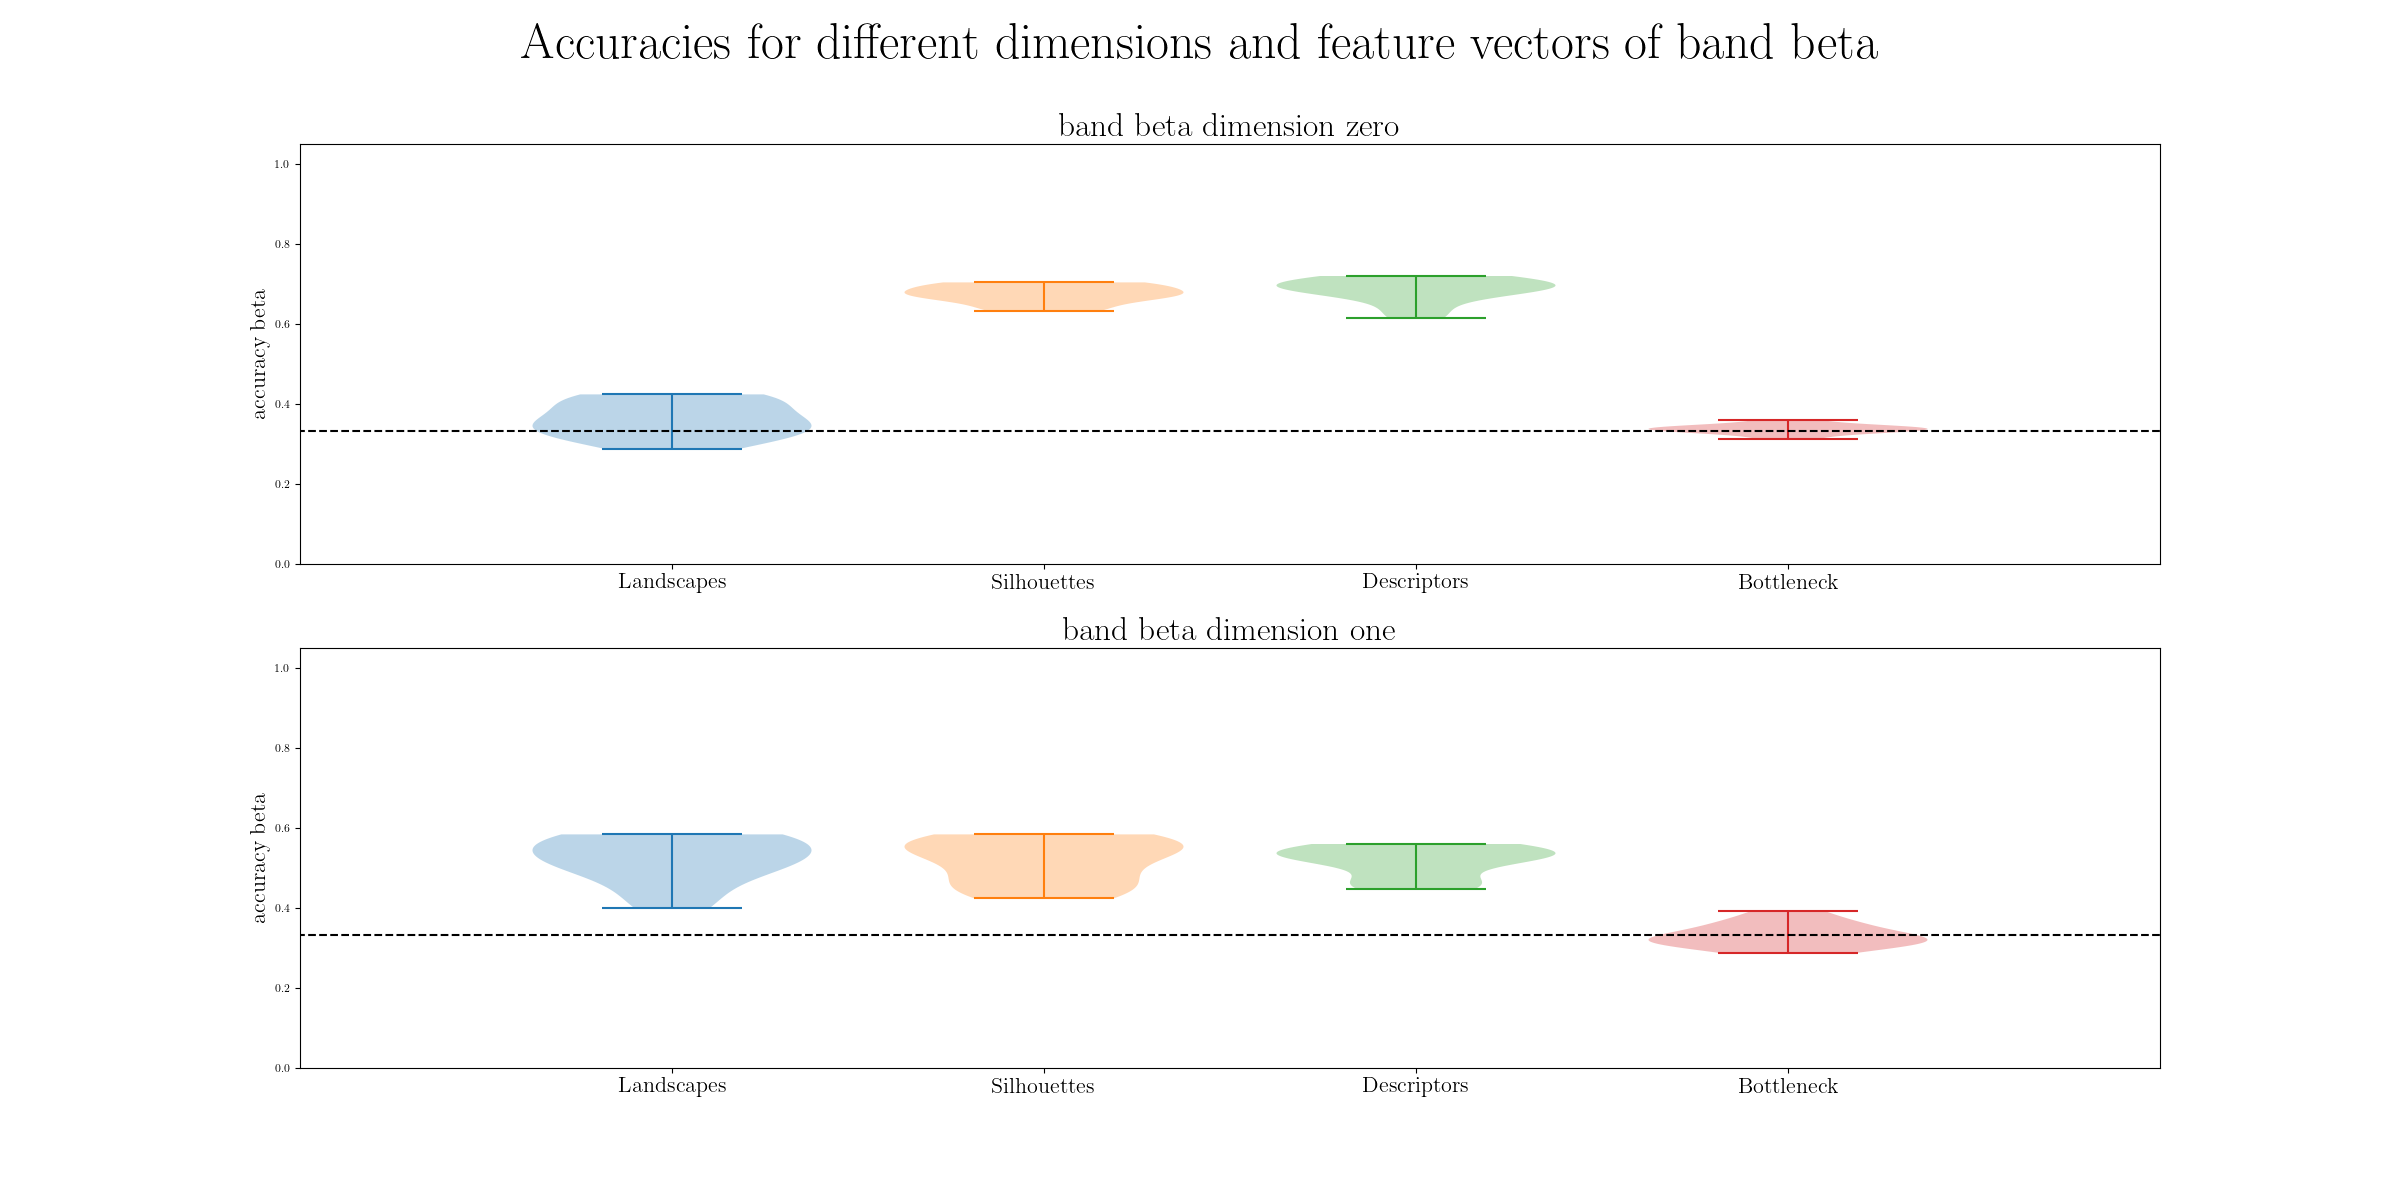 Accuracies for different dimensions and feature vectors of band beta
band beta dimension zero
1.0
0.8
0.6
0.4
0.2
0.0
accuracy beta
Landscapes Silhouettes Descriptors Bottleneck
band beta dimension one
1.0
0.8
0.6
0.4
0.2
0.0
accuracy beta
Landscapes Silhouettes Descriptors Bottleneck